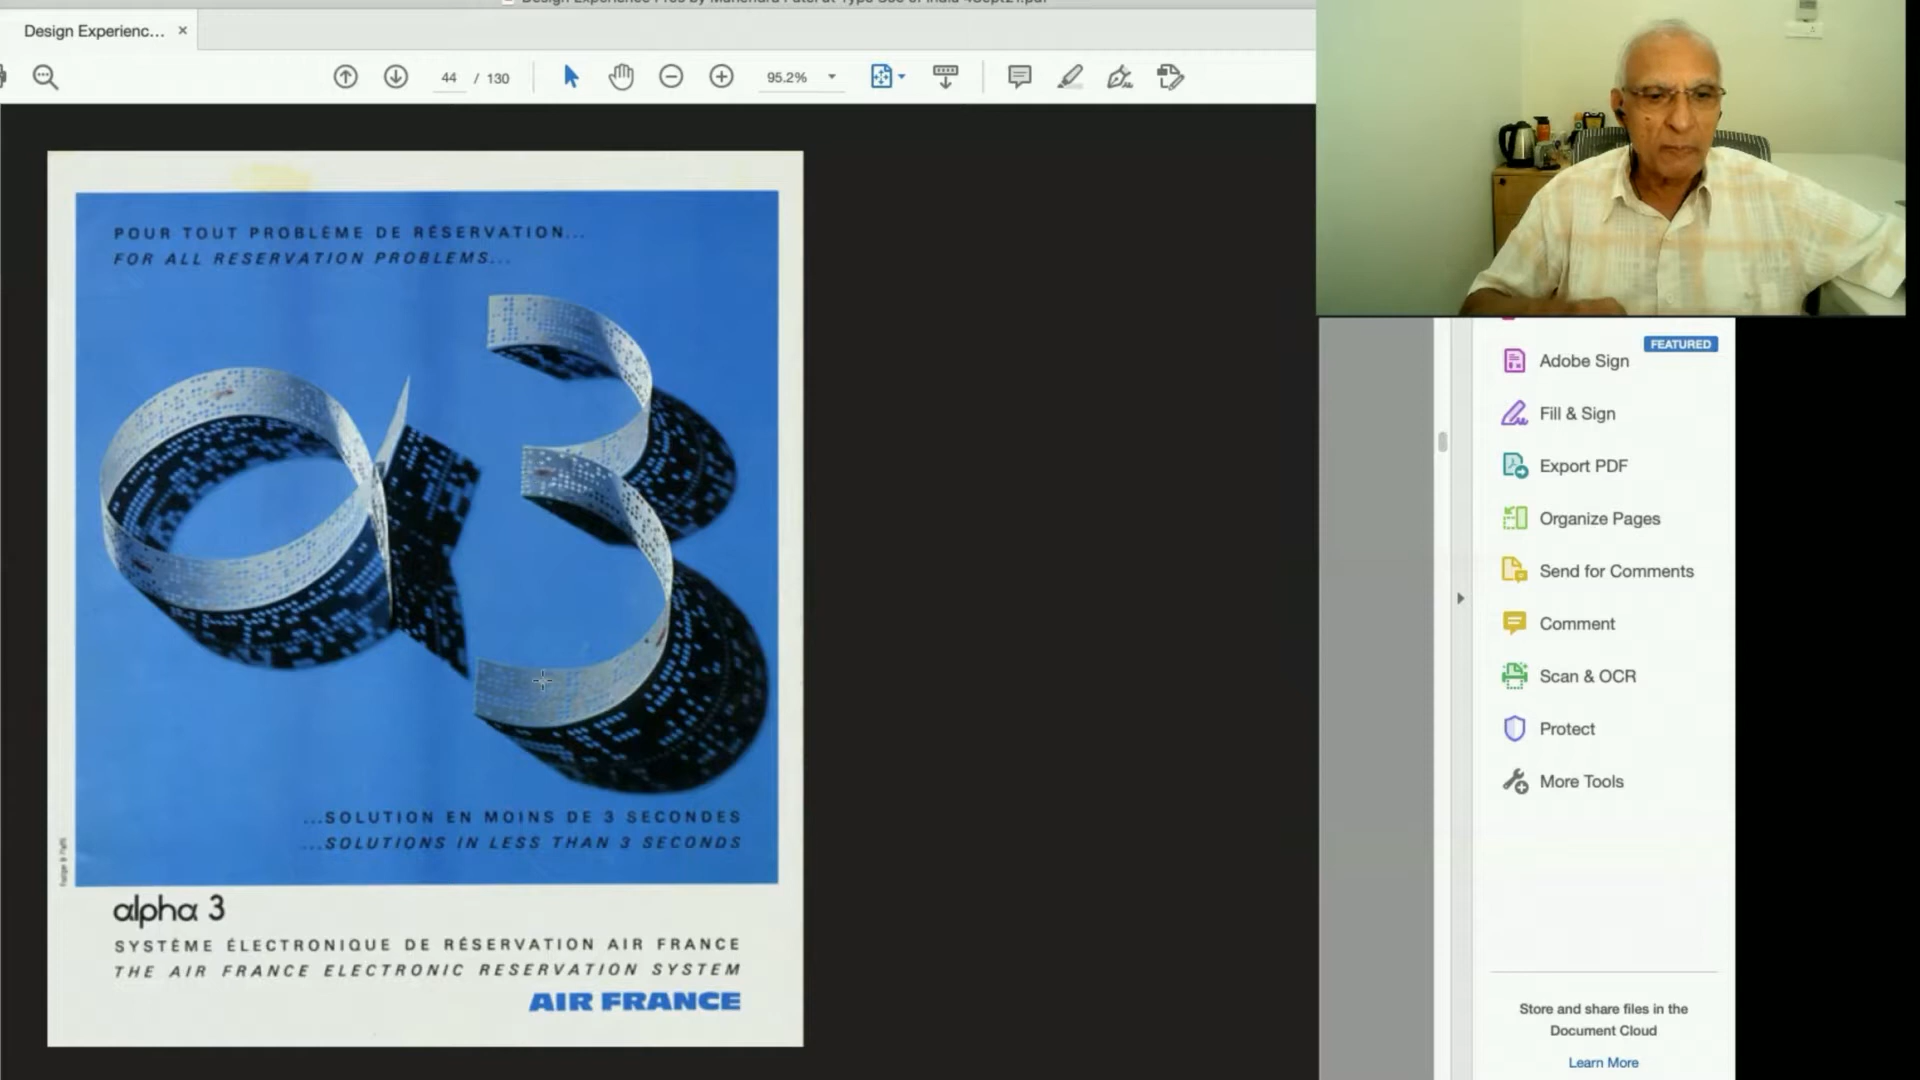 Design Experienc... ×
44 / 130
95.2%
POUR TOUT PROBLÈME DE RÉSERVATION...
FOR ALL RESERVATION PROBLEMS...
...SOLUTION EN MOINS DE 3 SECONDES
...SOLUTIONS IN LESS THAN 3 SECONDS
alpha 3
SYSTÈME ÉLECTRONIQUE DE RÉSERVATION AIR FRANCE
THE AIR FRANCE ELECTRONIC RESERVATION SYSTEM
AIR FRANCE
FEATURED
Adobe Sign
Fill & Sign
Export PDF
Organize Pages
Send for Comments
Comment
Scan & OCR
Protect
More Tools
Store and share files in the
Document Cloud
Learn More